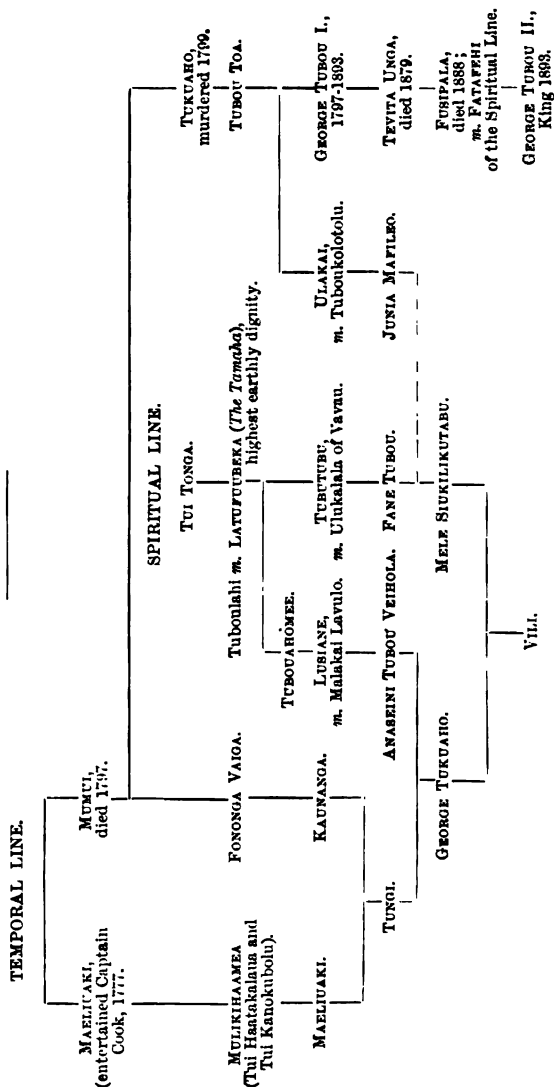 TEMPORAL LINE.
MAELIUAKI,
(entertained Captain
Cook, 1777.
MUMUI,
died 1797.
TUKUAHO,
murdered 1799.
SPIRITUAL LINE.
TUI TONGA.
MULIKIHAAMEA
(Tui Haatakalaua and
Tui Kanokubolu).
FONONGA VAIGA.
Tuboulahi m. LATUFUUBEKA (The Tamaha),
highest earthly dignity.
TUBOU TOA.
MAELIUAKI.
KAUNANGA.
TUBOUAHOMEE.
LUSIANE,
m. Malakai Lavulo.
TUBUTUBU,
m. Ulukalala of Vavau.
ULAKAI,
m. Tuboukolotolu.
GEORGE TUBOU I.,
1797-1893.
TUNGI.
ANASEINI TUBOU VEIHOLA.
FANE TUBOU.
JUNIA MAFILEO.
TEVITA UNGA,
died 1879.
GEORGE TUKUAHO.
MELE SIUKILIKUTABU.
FUSIPALA,
died 1888;
m. FATAFEHI
of the Spiritual Line.
VILI.
GEORGE TUBOU II.,
King 1893.